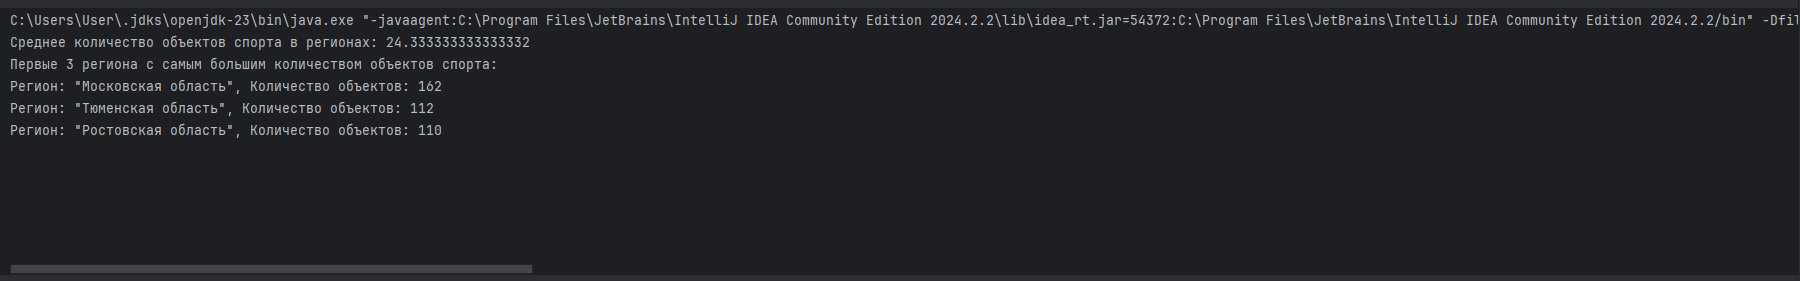 C:\Users\User\.jdks\openjdk-23\bin\java.exe "-javaagent:C:\Program Files\JetBrains\IntelliJ IDEA Community Edition 2024.2.2\lib\idea_rt.jar=54372:C:\Program Files\JetBrains\IntelliJ IDEA Community Edition 2024.2.2/bin" -Dfil
Среднее количество объектов спорта в регионах: 24.333333333333332
Первые 3 региона с самым большим количеством объектов спорта:
Регион: "Московская область", Количество объектов: 162
Регион: "Тюменская область", Количество объектов: 112
Регион: "Ростовская область", Количество объектов: 110